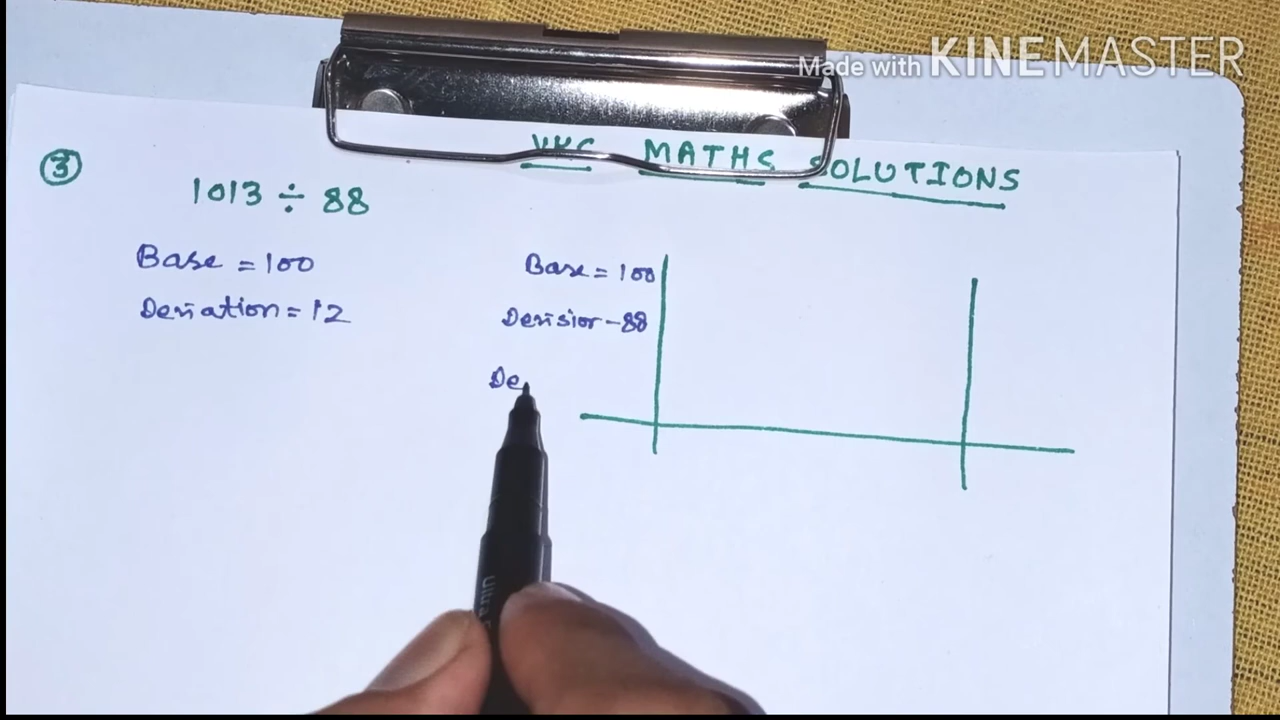 Made with KINEMASTER
VKC MATHS SOLUTIONS
3
1013 ÷ 88
Base = 100
Deviation = 12
Base = 100
Devisior - 88
De